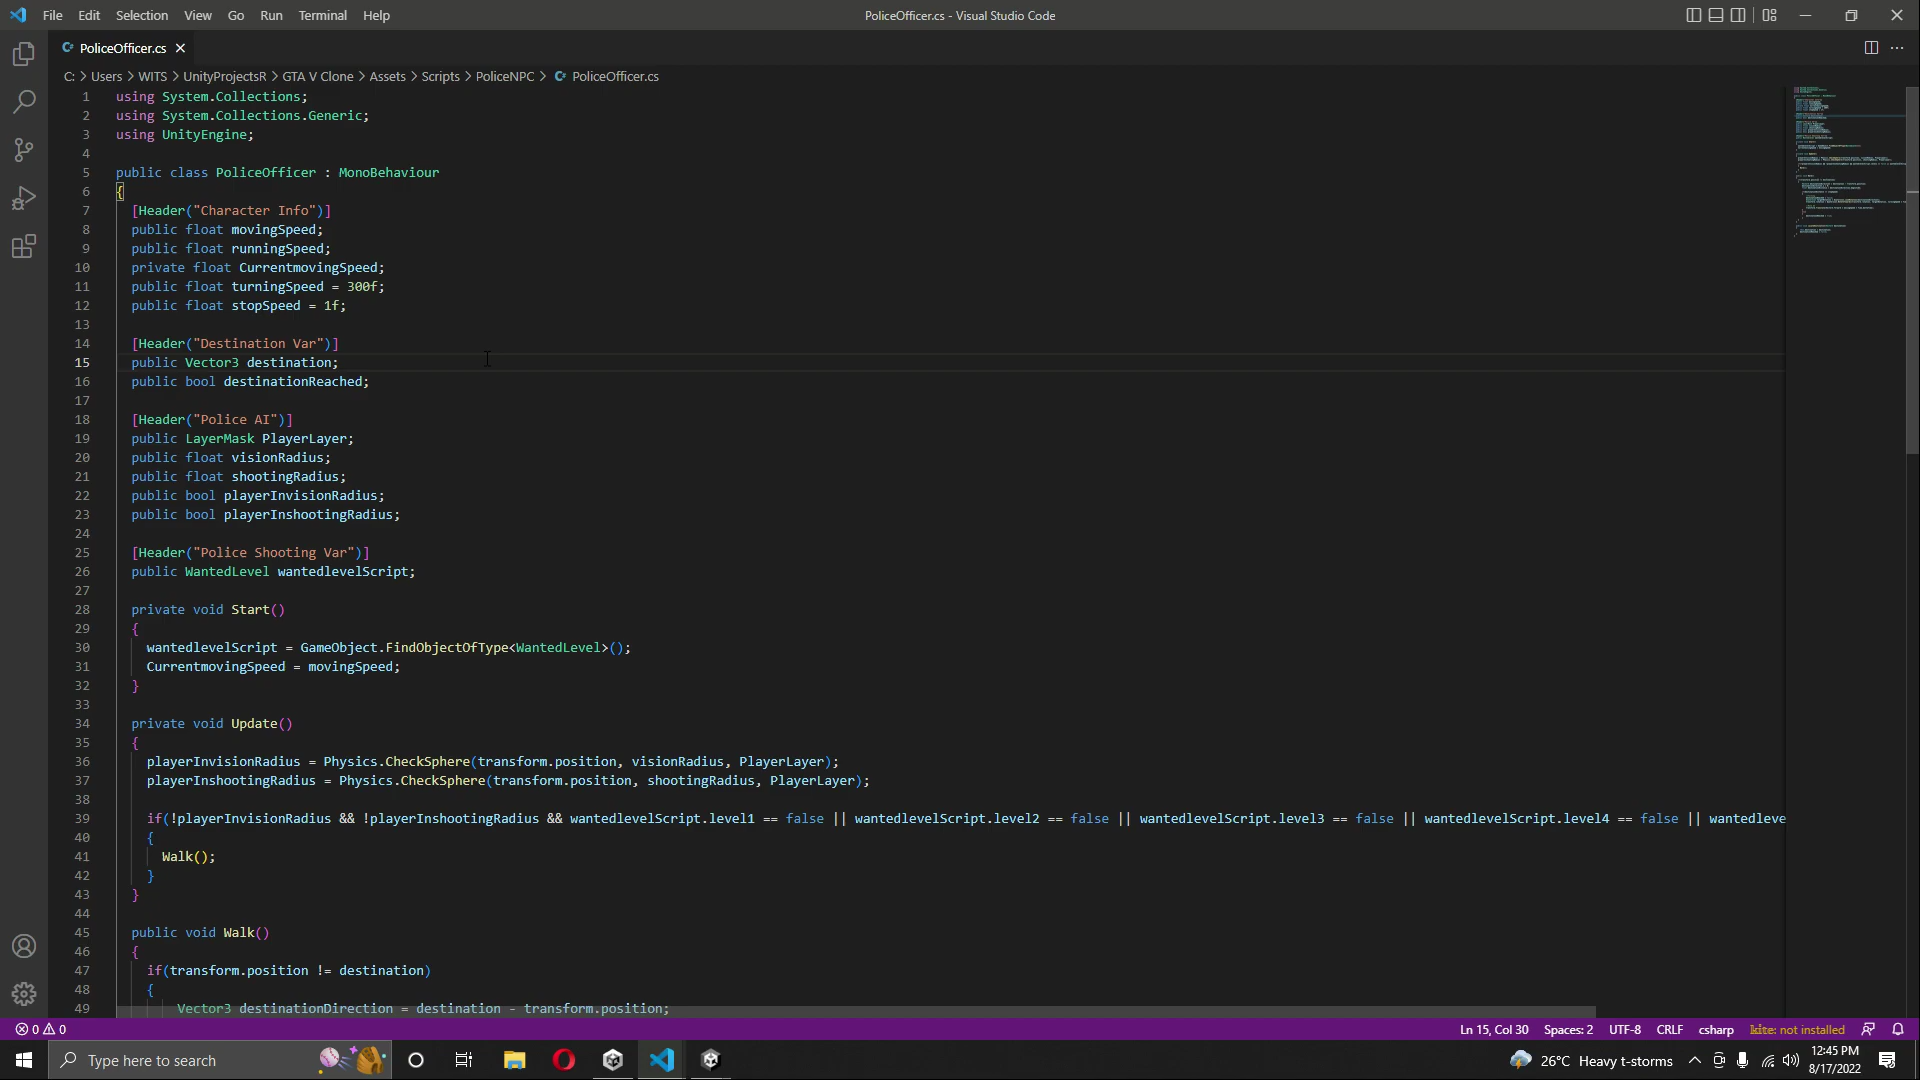 File Edit Selection View Go Run Terminal Help
PoliceOfficer.cs - Visual Studio Code
PoliceOfficer.cs
C: > Users > WITS > UnityProjectsR > GTA V Clone > Assets > Scripts > PoliceNPC > PoliceOfficer.cs
1 using System.Collections;
2 using System.Collections.Generic;
3 using UnityEngine;
4
5 public class PoliceOfficer : MonoBehaviour
6 {
7 [Header("Character Info")]
8 public float movingSpeed;
9 public float runningSpeed;
10 private float CurrentmovingSpeed;
11 public float turningSpeed = 300f;
12 public float stopSpeed = 1f;
13
14 [Header("Destination Var")]
15 public Vector3 destination;
16 public bool destinationReached;
17
18 [Header("Police AI")]
19 public LayerMask PlayerLayer;
20 public float visionRadius;
21 public float shootingRadius;
22 public bool playerInvisionRadius;
23 public bool playerInshootingRadius;
24
25 [Header("Police Shooting Var")]
26 public WantedLevel wantedlevelScript;
27
28 private void Start()
29 {
30 wantedlevelScript = GameObject.FindObjectOfType<WantedLevel>();
31 CurrentmovingSpeed = movingSpeed;
32 }
33
34 private void Update()
35 {
36 playerInvisionRadius = Physics.CheckSphere(transform.position, visionRadius, PlayerLayer);
37 playerInshootingRadius = Physics.CheckSphere(transform.position, shootingRadius, PlayerLayer);
38
39 if(!playerInvisionRadius && !playerInshootingRadius && wantedlevelScript.level1 == false || wantedlevelScript.level2 == false || wantedlevelScript.level3 == false || wantedlevelScript.level4 == false || wantedleve
40 {
41 Walk();
42 }
43 }
44
45 public void Walk()
46 {
47 if(transform.position != destination)
48 {
49 Vector3 destinationDirection = destination - transform.position;
0 0 Ln 15, Col 30 Spaces: 2 UTF-8 CRLF csharp kite: not installed
Type here to search
26°C Heavy t-storms
12:45 PM
8/17/2022